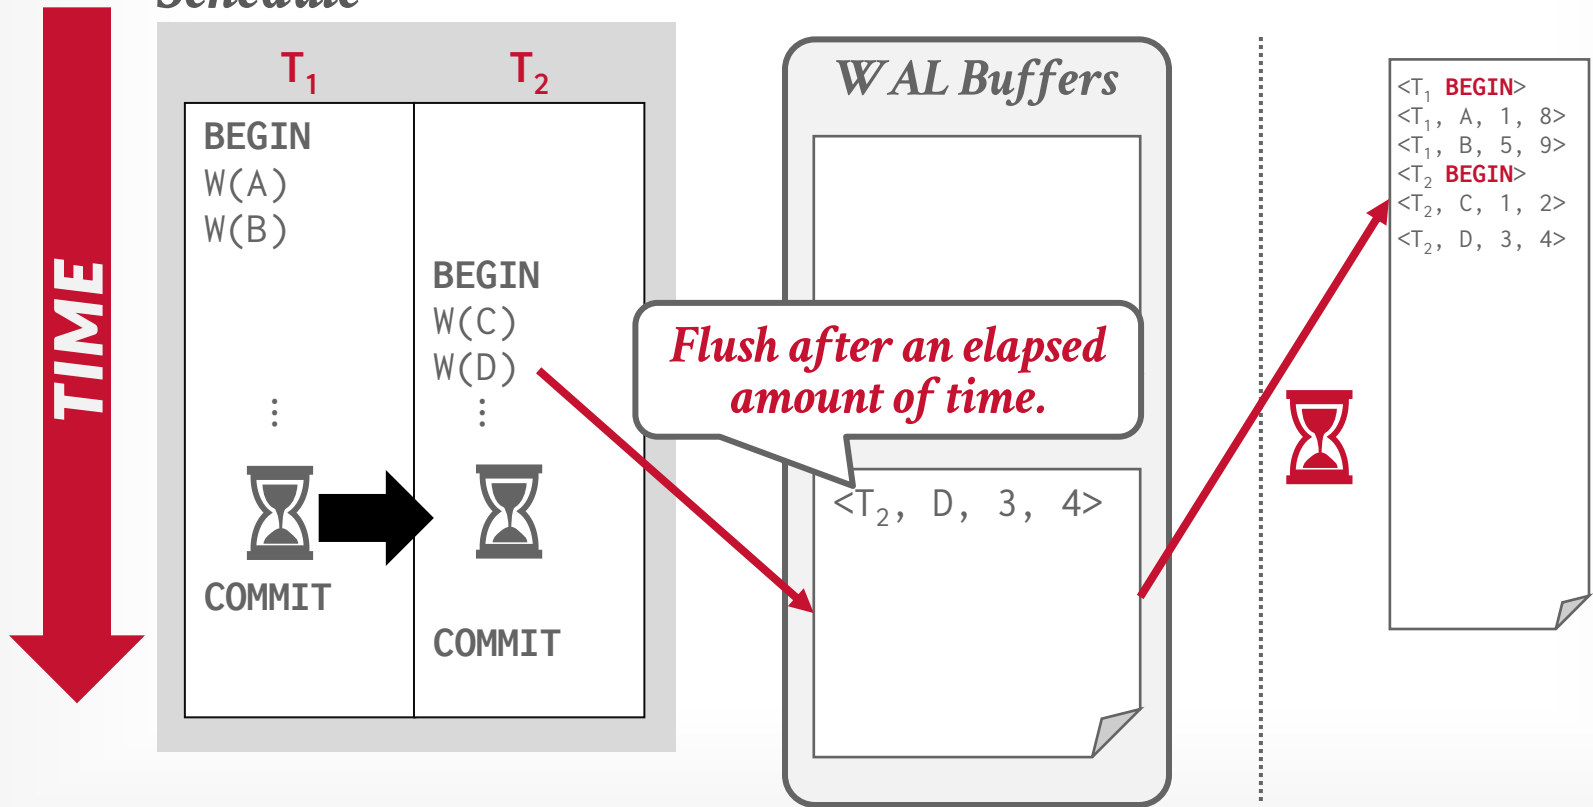 Schedule
TIME
T₁
T₂
BEGIN
W(A)
W(B)
⋮
COMMIT
BEGIN
W(C)
W(D)
⋮
COMMIT
WAL Buffers
Flush after an elapsed
amount of time.
<T₂, D, 3, 4>
<T₁ BEGIN>
<T₁, A, 1, 8>
<T₁, B, 5, 9>
<T₂ BEGIN>
<T₂, C, 1, 2>
<T₂, D, 3, 4>